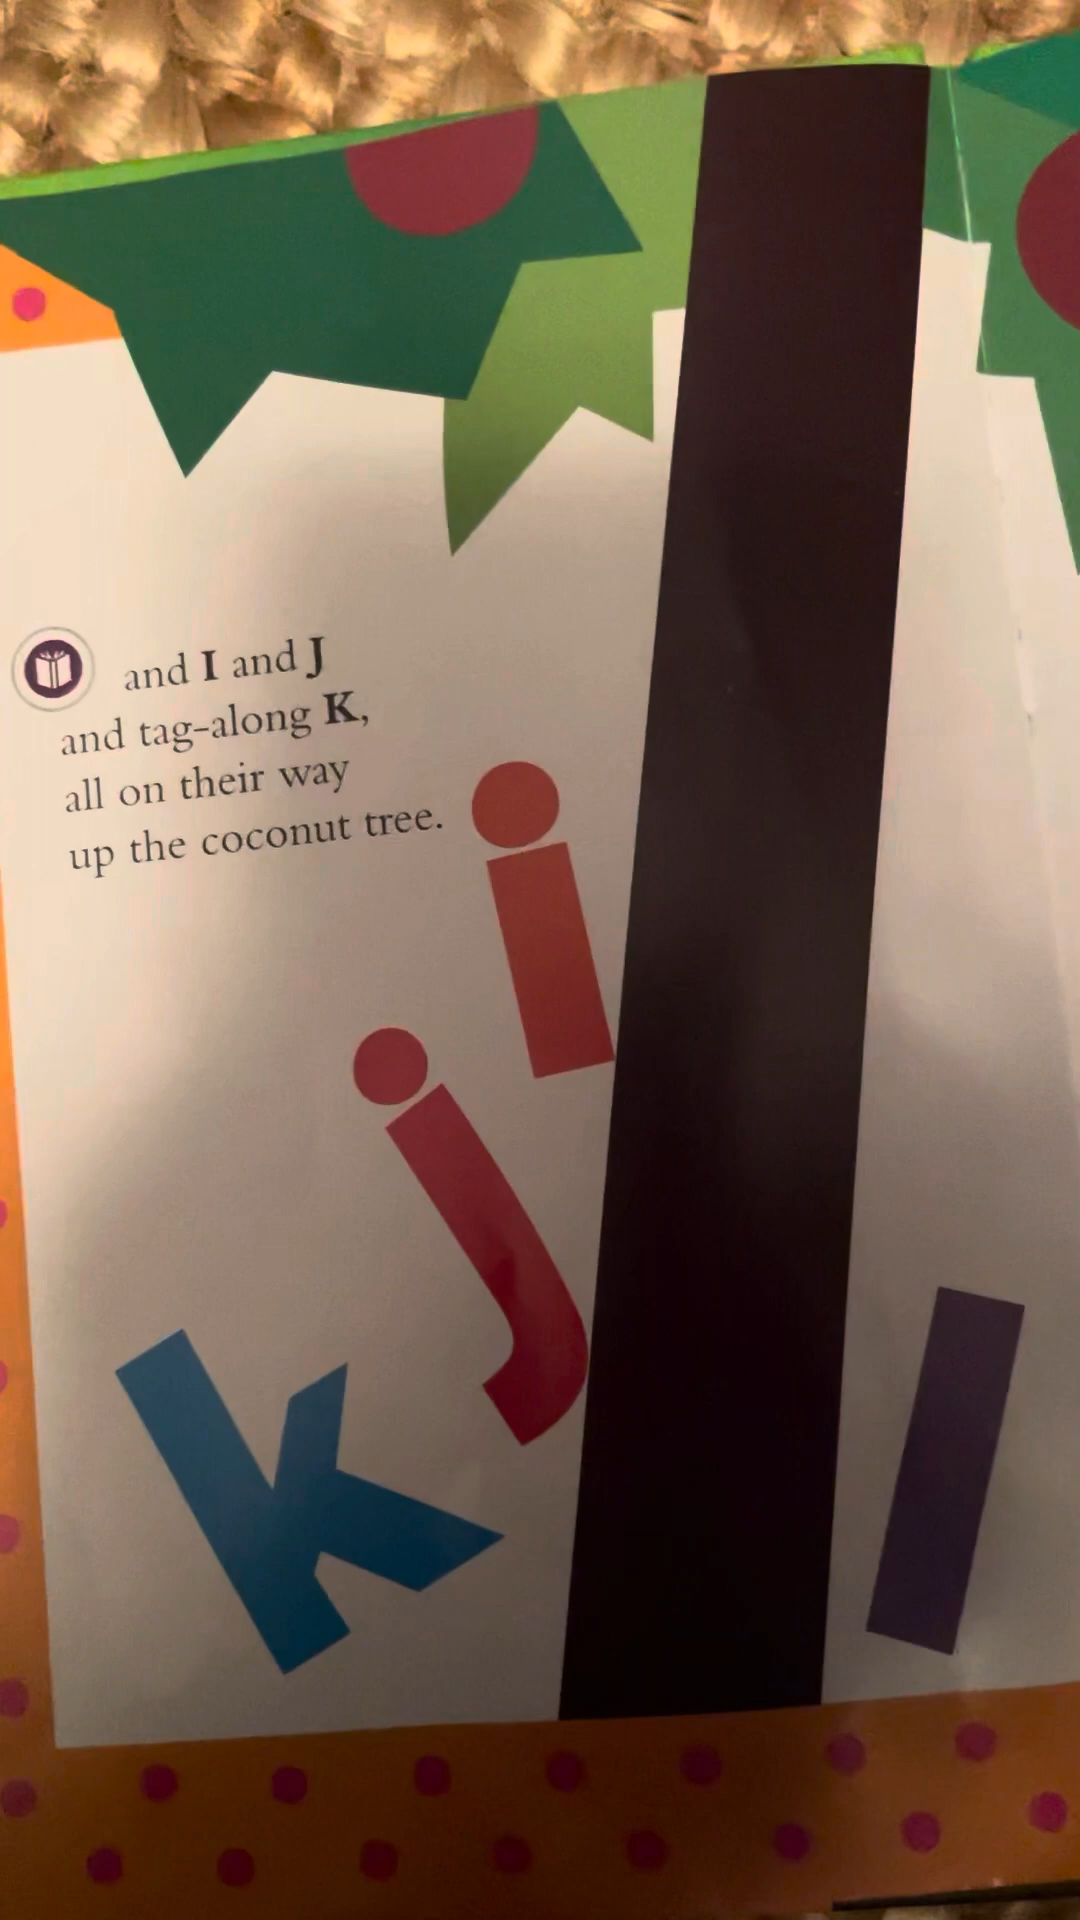 and I and J
and tag-along K,
all on their way
up the coconut tree.
i
j
k
l